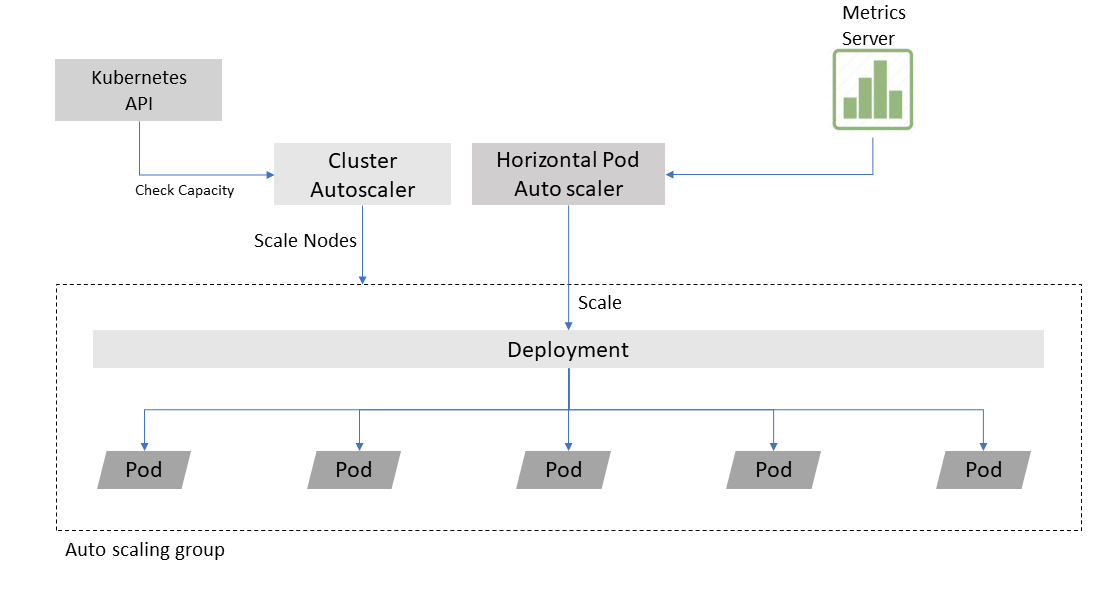 Metrics
Server
Kubernetes
API
Cluster
Autoscaler
Horizontal Pod
Auto scaler
Check Capacity
Scale Nodes
Scale
Deployment
Pod
Pod
Pod
Pod
Pod
Auto scaling group